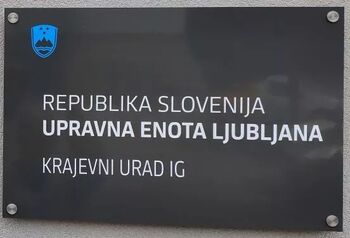 REPUBLIKA SLOVENIJA
UPRAVNA ENOTA LJUBLJANA
KRAJEVNI URAD IG